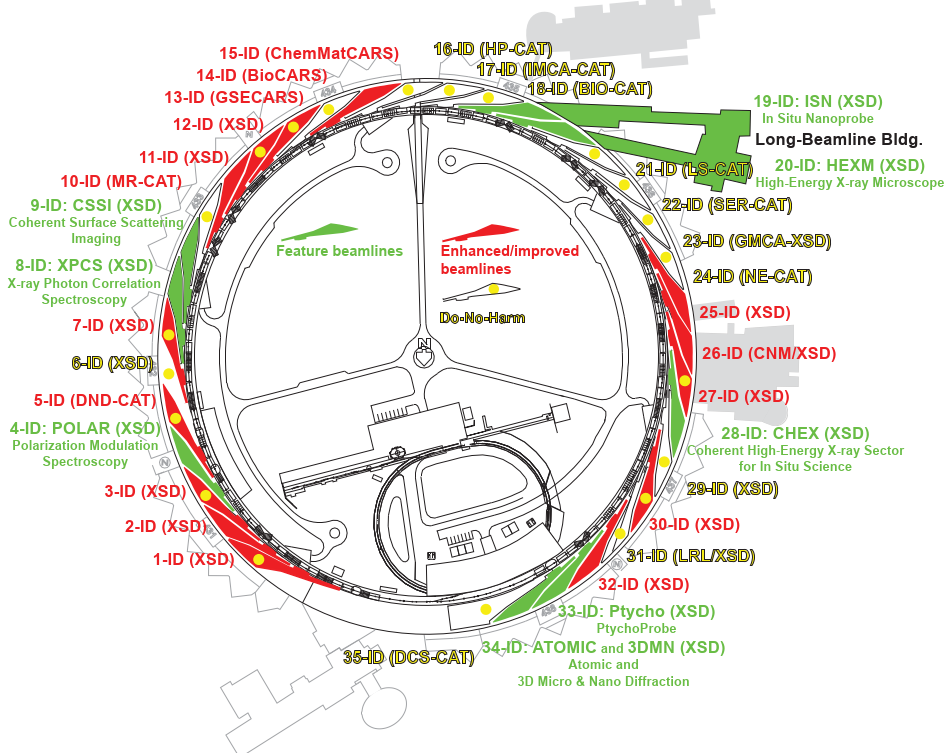 15-ID (ChemMatCARS)
14-ID (BioCARS)
13-ID (GSECARS)
12-ID (XSD)
11-ID (XSD)
10-ID (MR-CAT)
9-ID: CSSI (XSD)
Coherent Surface Scattering
Imaging
8-ID: XPCS (XSD)
X-ray Photon Correlation
Spectroscopy
7-ID (XSD)
6-ID (XSD)
5-ID (DND-CAT)
4-ID: POLAR (XSD)
Polarization Modulation
Spectroscopy
3-ID (XSD)
2-ID (XSD)
1-ID (XSD)
16-ID (HP-CAT)
17-ID (IMCA-CAT)
18-ID (BIO-CAT)
19-ID: ISN (XSD)
In Situ Nanoprobe
Long-Beamline Bldg.
20-ID: HEXM (XSD)
High-Energy X-ray Microscope
21-ID (LS-CAT)
22-ID (SER-CAT)
23-ID (GMCA-XSD)
24-ID (NE-CAT)
25-ID (XSD)
26-ID (CNM/XSD)
27-ID (XSD)
28-ID: CHEX (XSD)
Coherent High-Energy X-ray Sector
for In Situ Science
29-ID (XSD)
30-ID (XSD)
31-ID (LRL/XSD)
32-ID (XSD)
33-ID: Ptycho (XSD)
PtychoProbe
34-ID: ATOMIC and 3DMN (XSD)
Atomic and
3D Micro & Nano Diffraction
35-ID (DCS-CAT)
Feature beamlines
Enhanced/improved
beamlines
Do-No-Harm
N
434
433